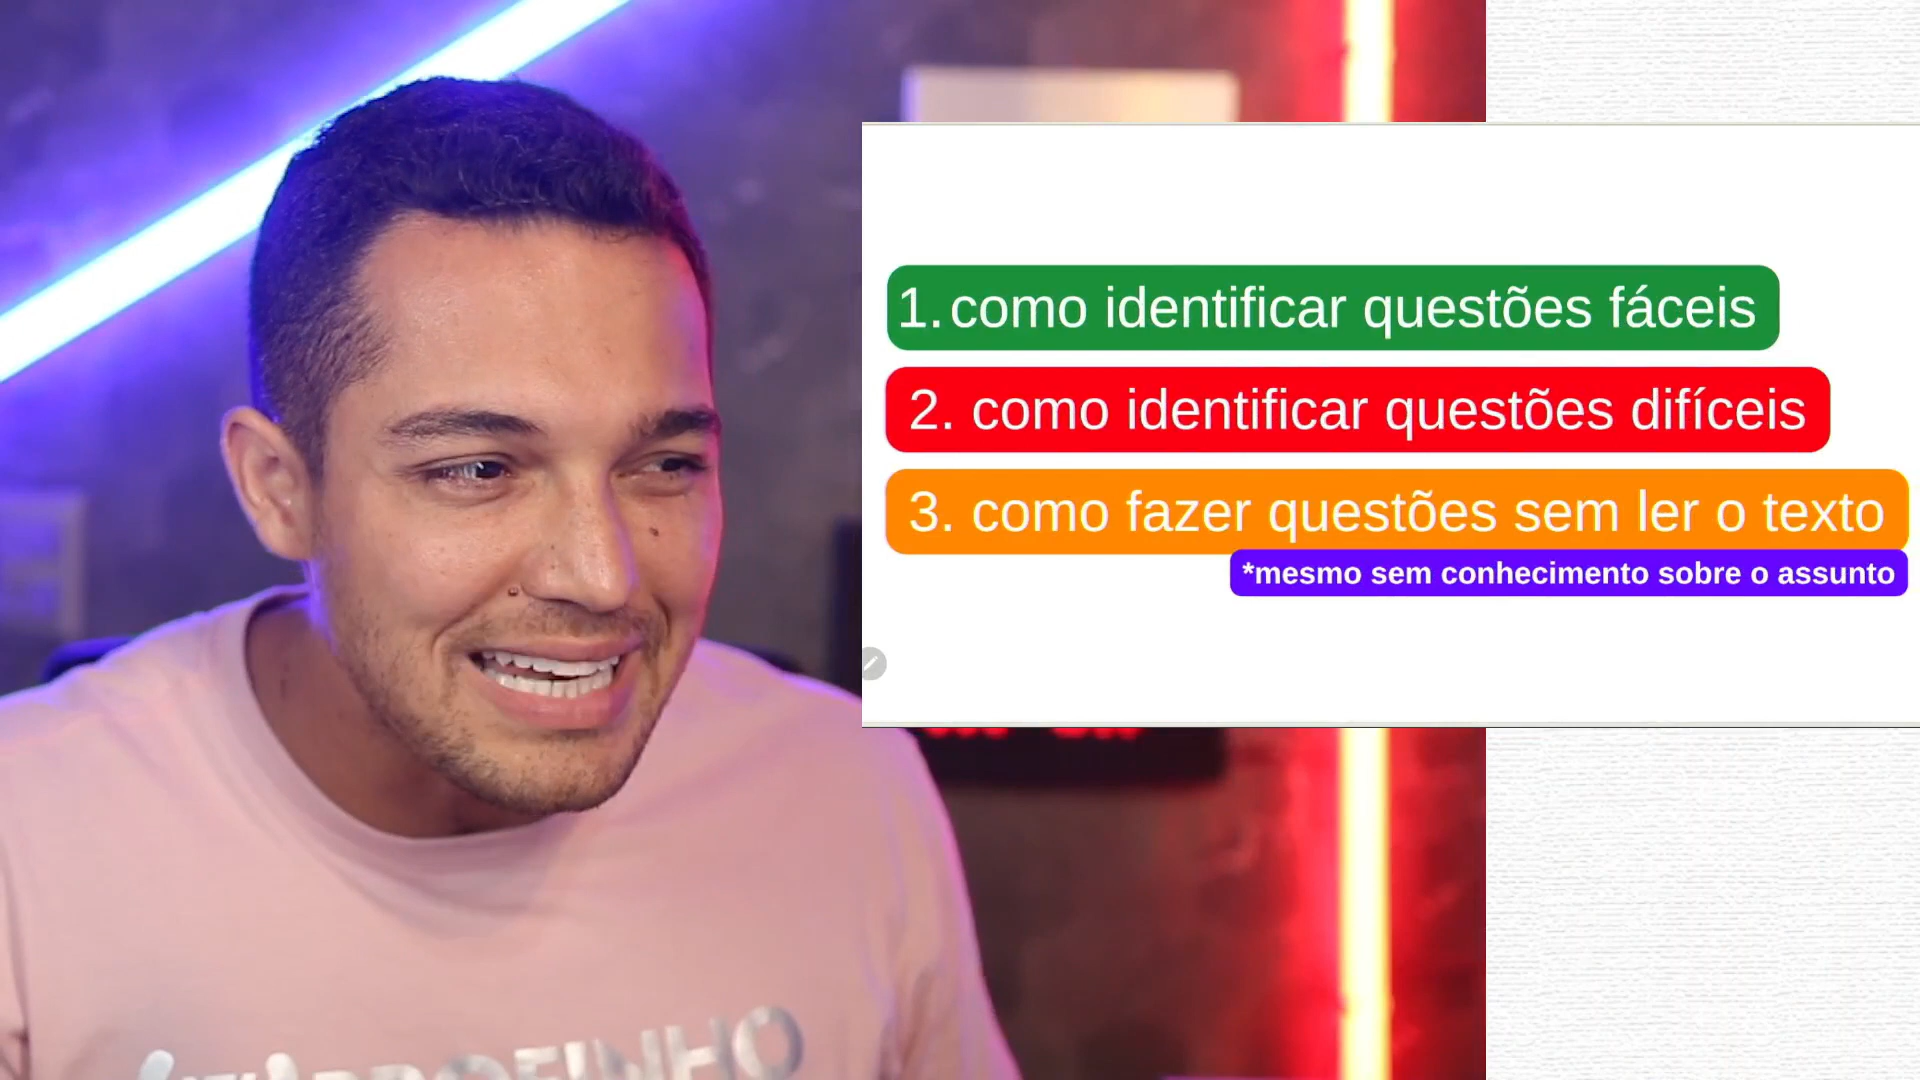 1. como identificar questões fáceis
2. como identificar questões difíceis
3. como fazer questões sem ler o texto
*mesmo sem conhecimento sobre o assunto